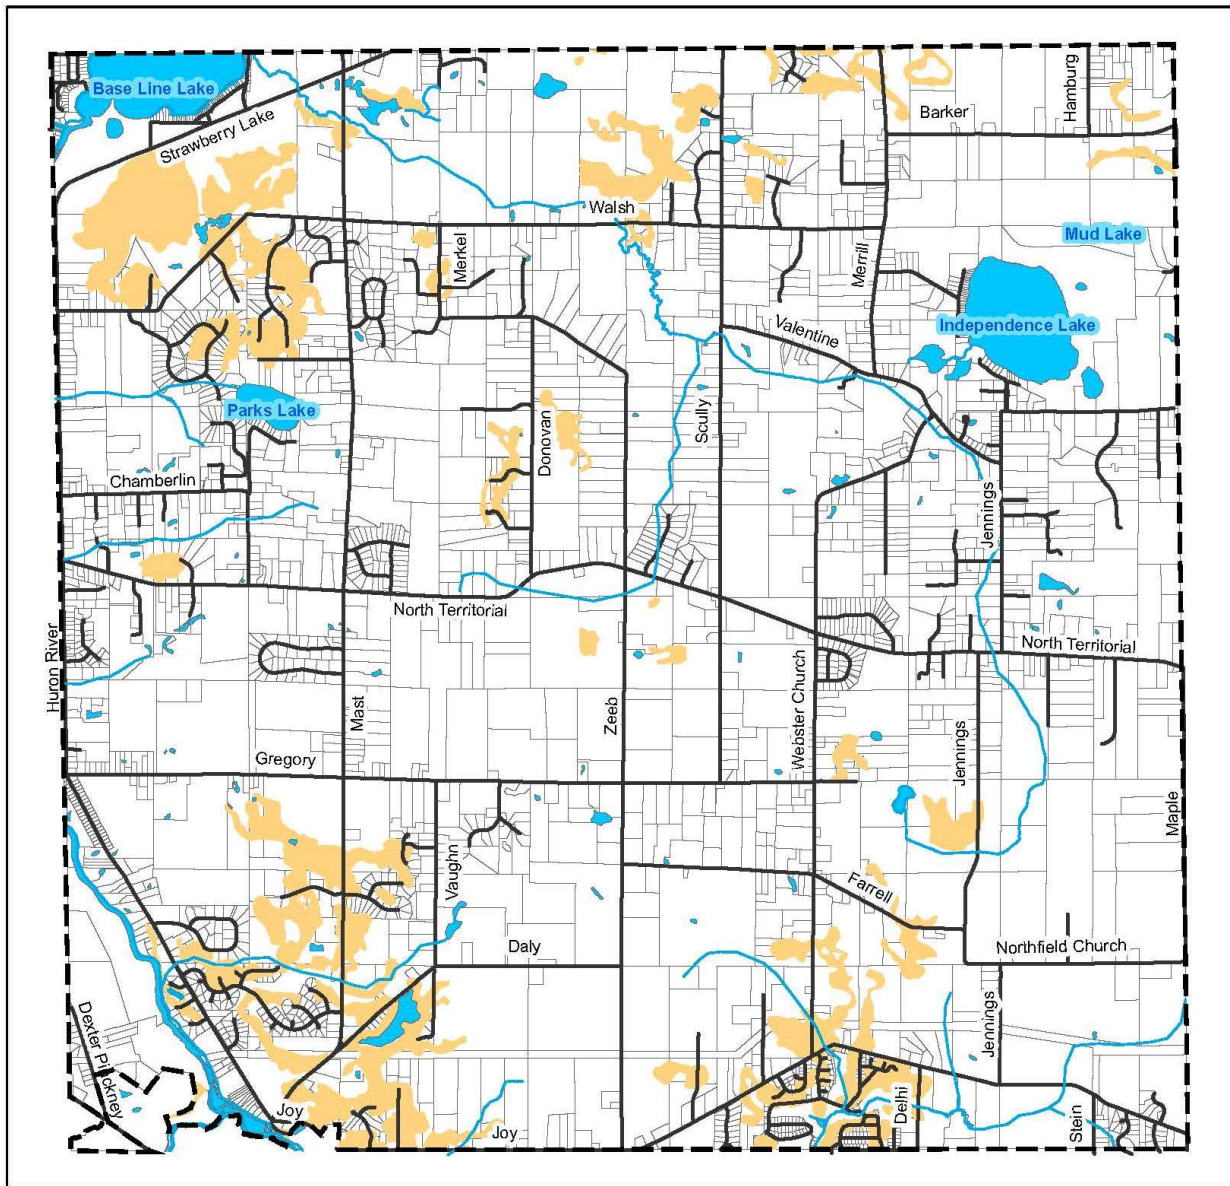 Base Line Lake
Strawberry Lake
Barker
Hamburg
Walsh
Mud Lake
Merkel
Merrill
Valentine
Independence Lake
Parks Lake
Scully
Donovan
Chamberlin
Jennings
North Territorial
North Territorial
Huron River
Mast
Zeeb
Webster Church
Jennings
Gregory
Maple
Vaughn
Farrell
Daly
Northfield Church
Dexter Pinckney
Jennings
Joy
Joy
Delhi
Stein